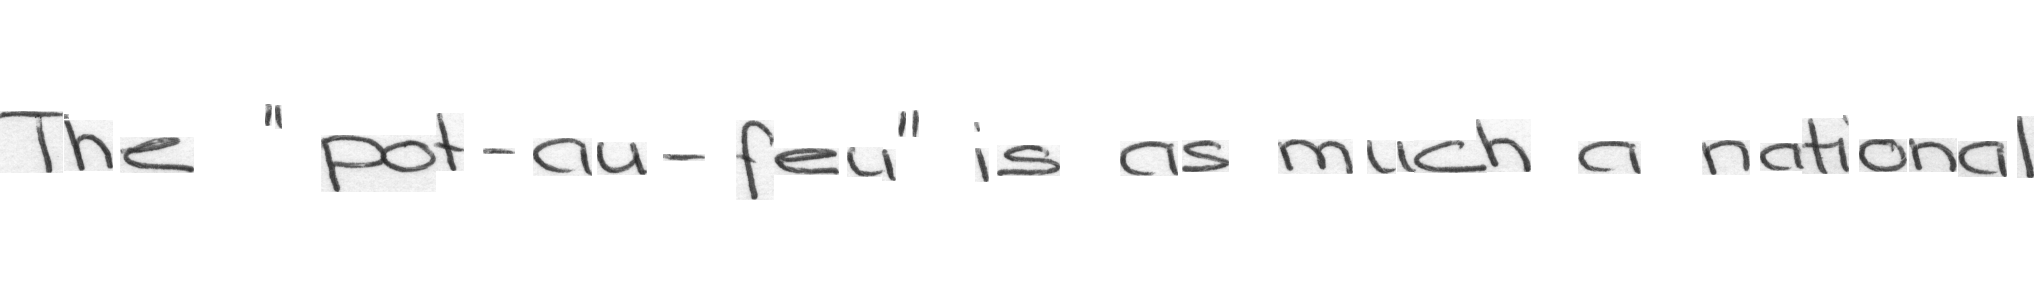 The "pot-au-feu" is as much a national